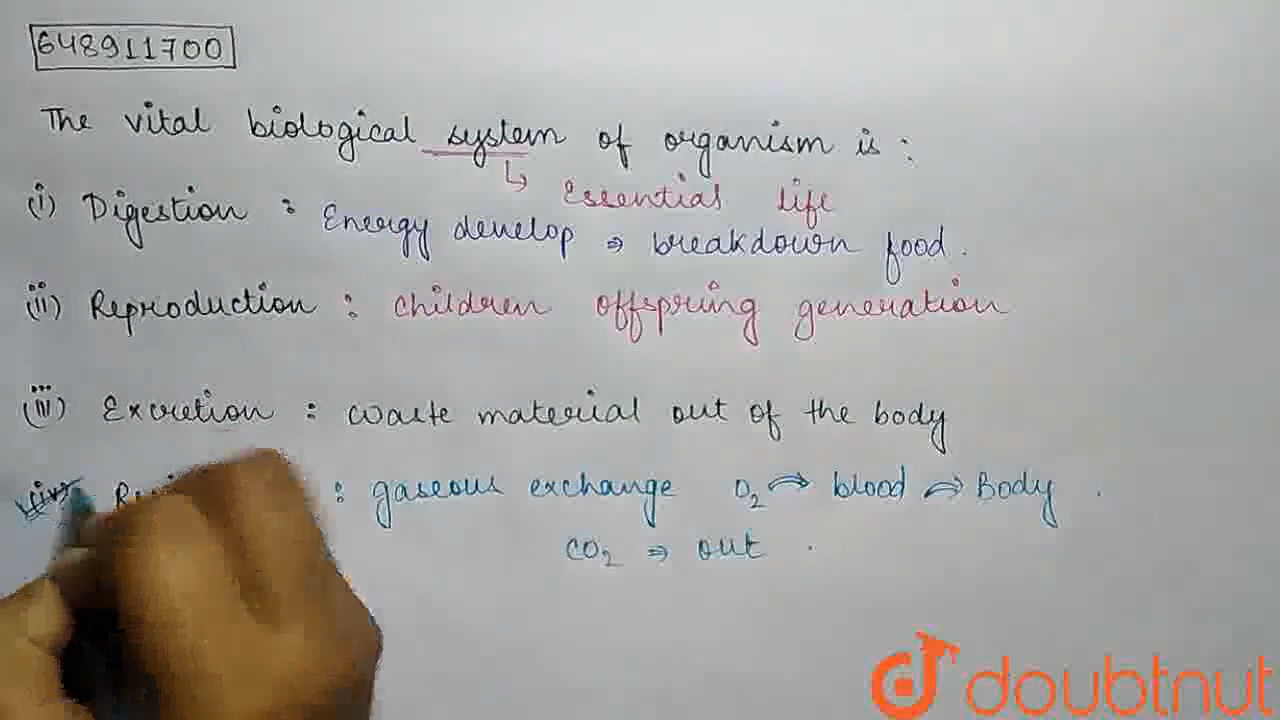 648911700
The vital biological system of organism is :
↳ Essential life
(i) Digestion : Energy develop ⇒ breakdown food.
(ii) Reproduction : children offspring generation
(iii) Excretion : waste material out of the body
(iv) : gaseous exchange O2 ⇒ blood ⇒ Body .
CO2 ⇒ out .
doubtnut